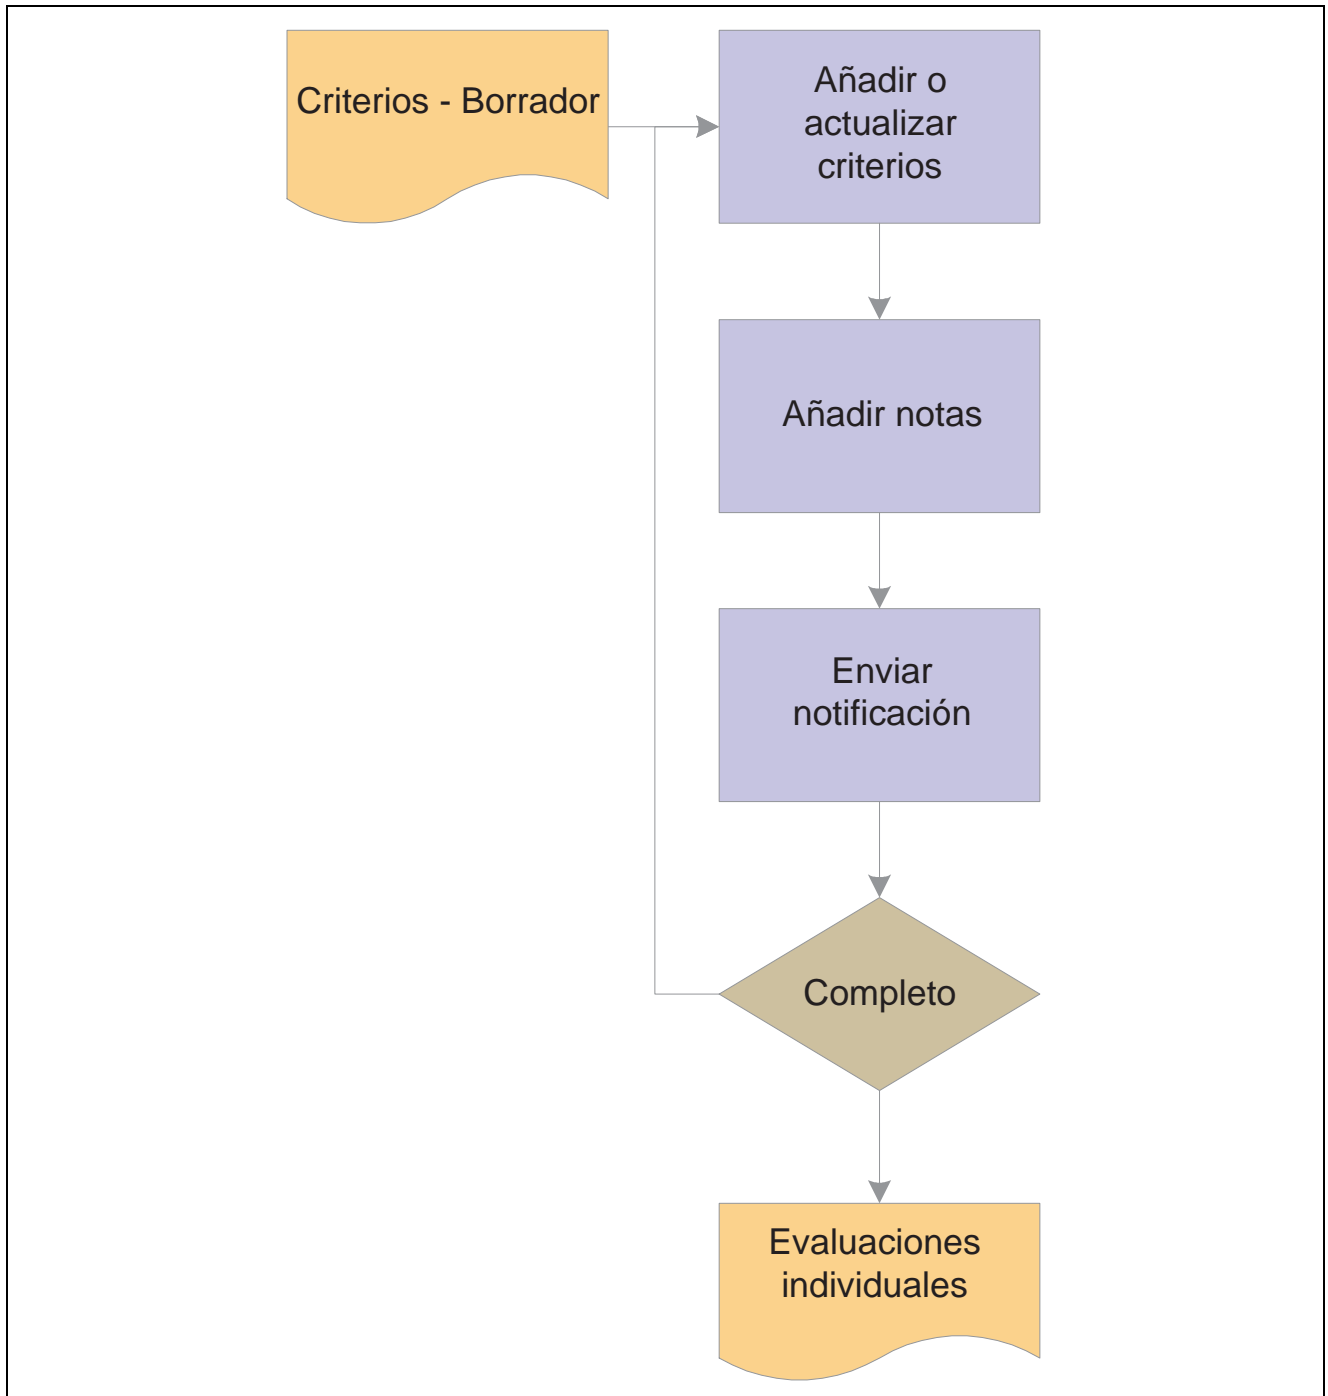 Criterios - Borrador
Añadir o
actualizar
criterios
Añadir notas
Enviar
notificación
Completo
Evaluaciones
individuales